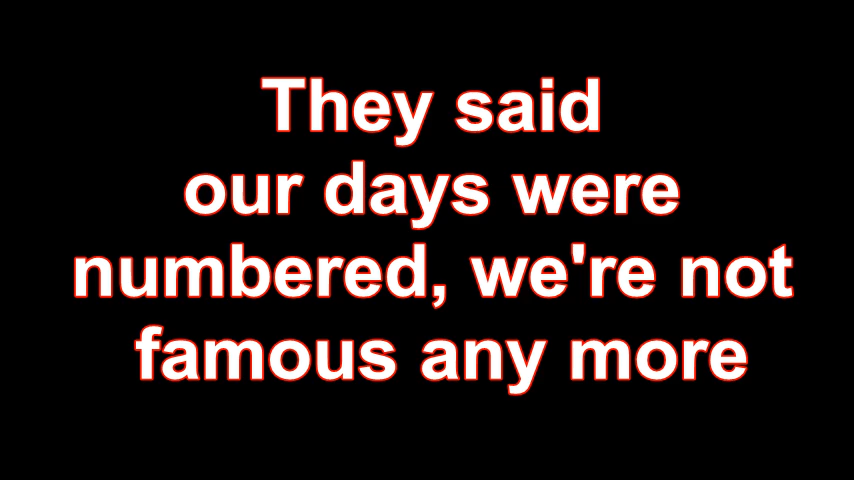 They said
our days were
numbered, we're not
famous any more